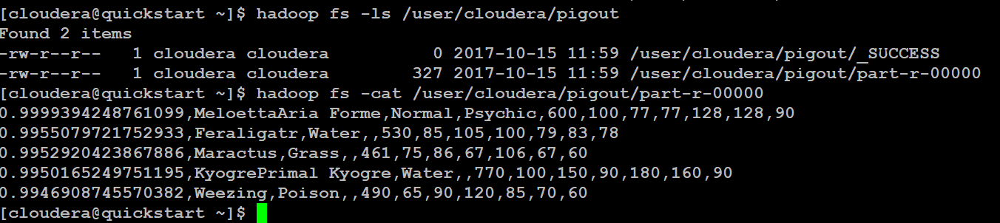 [cloudera@quickstart ~]$ hadoop fs -ls /user/cloudera/pigout
Found 2 items
-rw-r--r--   1 cloudera cloudera          0 2017-10-15 11:59 /user/cloudera/pigout/_SUCCESS
-rw-r--r--   1 cloudera cloudera        327 2017-10-15 11:59 /user/cloudera/pigout/part-r-00000
[cloudera@quickstart ~]$ hadoop fs -cat /user/cloudera/pigout/part-r-00000
0.9999394248761099,MeloettaAria Forme,Normal,Psychic,600,100,77,77,128,128,90
0.9955079721752933,Feraligatr,Water,,530,85,105,100,79,83,78
0.99529204238​67886,Maractus,Grass,,461,75,86,67,106,67,60
0.9950165249751195,KyogrePrimal Kyogre,Water,,770,100,150,90,180,160,90
0.9946908745570382,Weezing,Poison,,490,65,90,120,85,70,60
[cloudera@quickstart ~]$